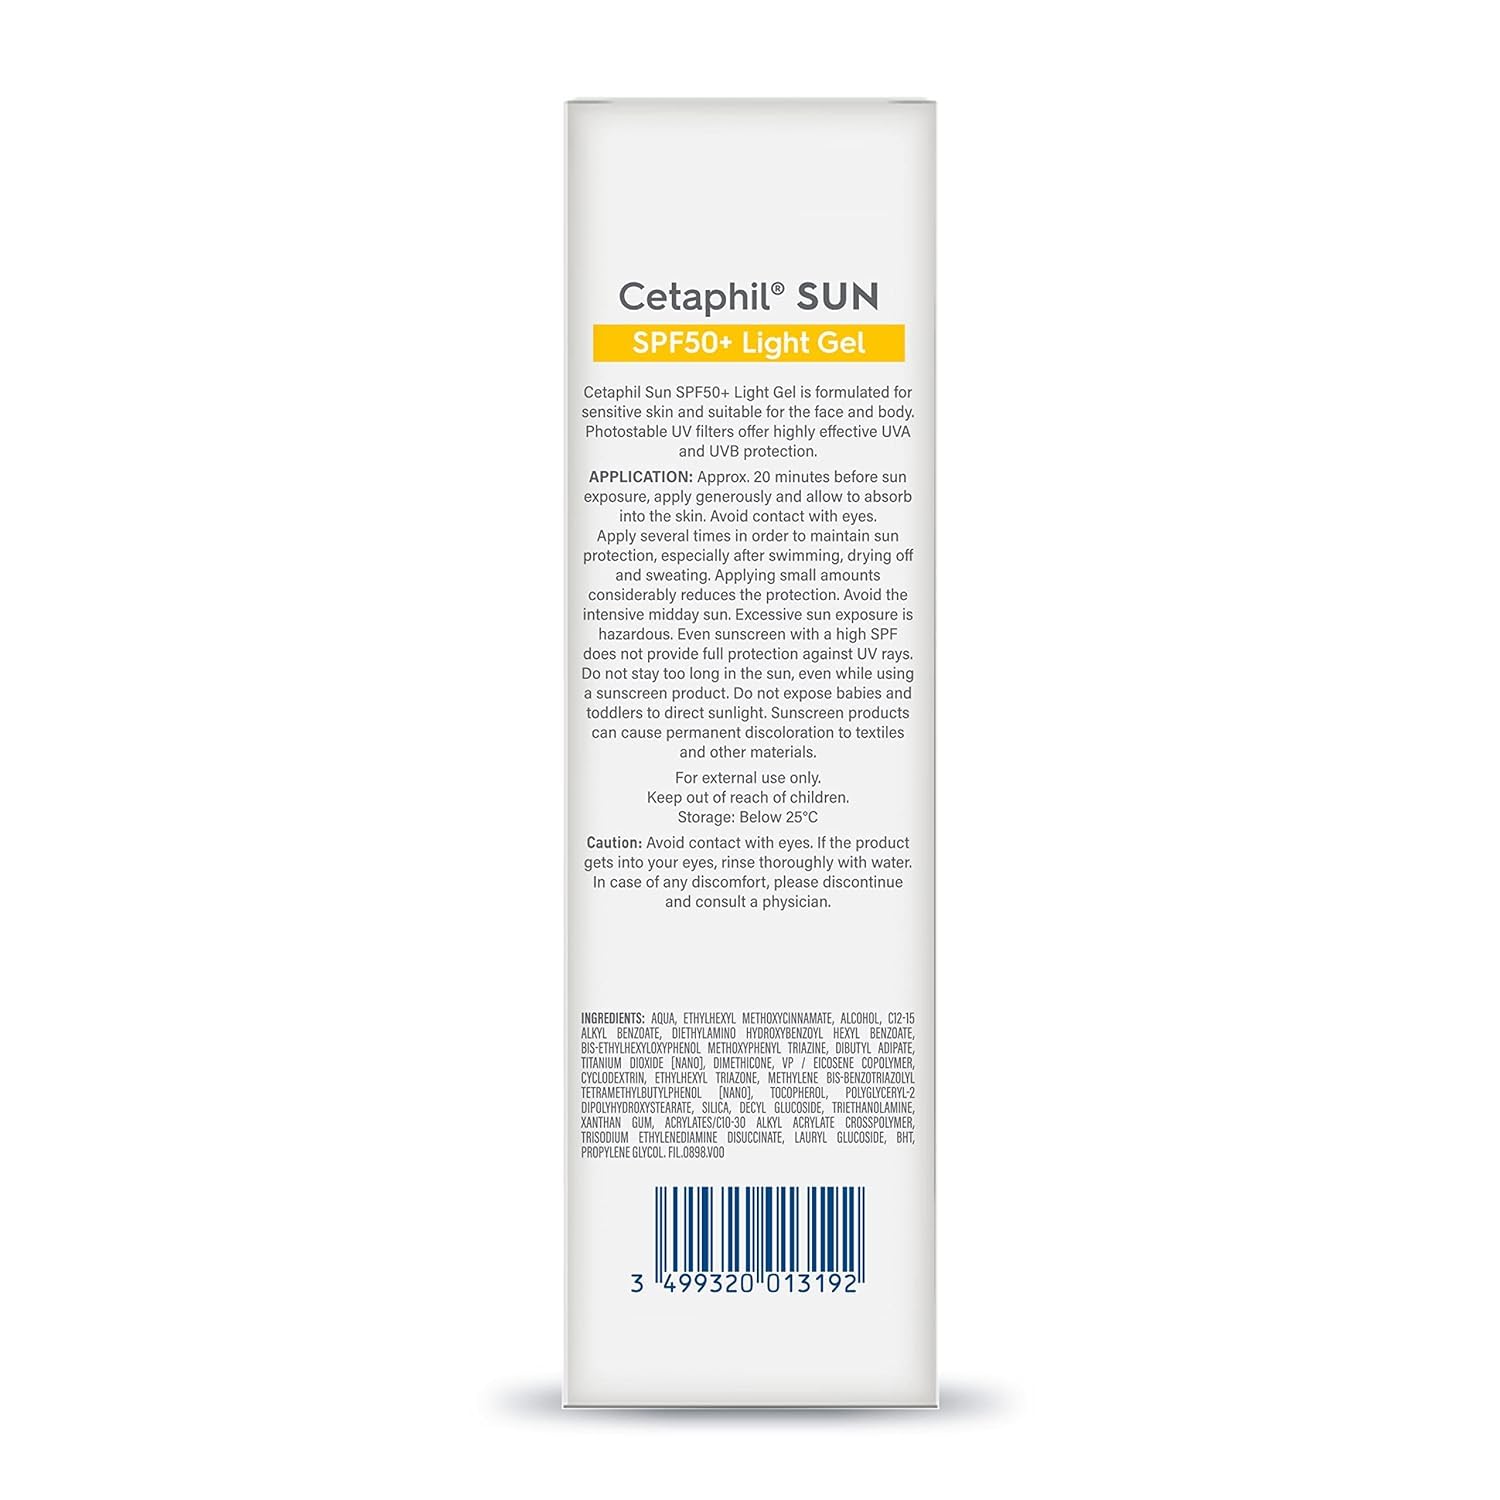 Cetaphil® SUN
SPF50+ Light Gel
Cetaphil Sun SPF50+ Light Gel is formulated for
sensitive skin and suitable for the face and body.
Photostable UV filters offer highly effective UVA
and UVB protection.
APPLICATION: Approx. 20 minutes before sun
exposure, apply generously and allow to absorb
into the skin. Avoid contact with eyes.
Apply several times in order to maintain sun
protection, especially after swimming, drying off
and sweating. Applying small amounts
considerably reduces the protection. Avoid the
intensive midday sun. Excessive sun exposure is
hazardous. Even sunscreen with a high SPF
does not provide full protection against UV rays.
Do not stay too long in the sun, even while using
a sunscreen product. Do not expose babies and
toddlers to direct sunlight. Sunscreen products
can cause permanent discoloration to textiles
and other materials.
For external use only.
Keep out of reach of children.
Storage: Below 25°C
Caution: Avoid contact with eyes. If the product
gets into your eyes, rinse thoroughly with water.
In case of any discomfort, please discontinue
and consult a physician.
INGREDIENTS: AQUA, ETHYLHEXYL METHOXYCINNAMATE, ALCOHOL, C12-15
ALKYL BENZOATE, DIETHYLAMINO HYDROXYBENZOYL HEXYL BENZOATE,
BIS-ETHYLHEXYLOXYPHENOL METHOXYPHENYL TRIAZINE, DIBUTYL ADIPATE,
TITANIUM DIOXIDE [NANO], DIMETHICONE, VP / EICOSENE COPOLYMER,
CYCLODEXTRIN, ETHYLHEXYL TRIAZONE, METHYLENE BIS-BENZOTRIAZOLYL
TETRAMETHYLBUTYLPHENOL [NANO], TOCOPHEROL, POLYGLYCERYL-2
DIPOLYHYDROXYSTEARATE, SILICA, DECYL GLUCOSIDE, TRIETHANOLAMINE,
XANTHAN GUM, ACRYLATES/C10-30 ALKYL ACRYLATE CROSSPOLYMER,
TRISODIUM ETHYLENEDIAMINE DISUCCINATE, LAURYL GLUCOSIDE, BHT,
PROPYLENE GLYCOL. FIL.0898.V00
3 499320 013192